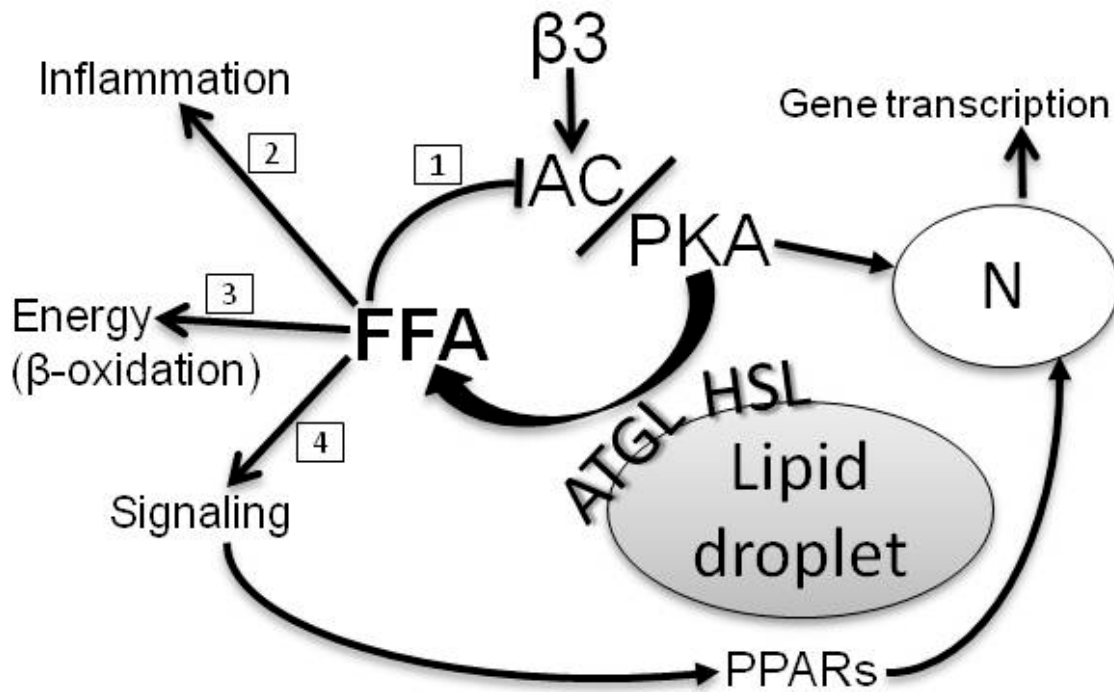 β3
Inflammation
Gene transcription
2
1
AC
PKA
N
3
Energy
(β-oxidation)
FFA
ATGL HSL
4
Lipid
droplet
Signaling
PPARs